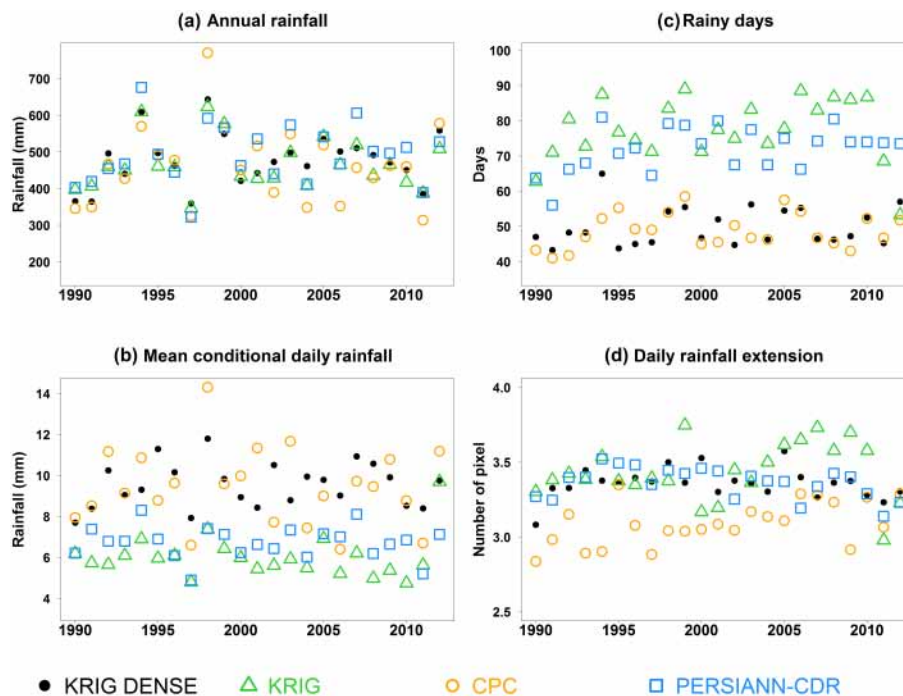 (a) Annual rainfall
Rainfall (mm)
700
600
500
400
300
200
1990 1995 2000 2005 2010
(c) Rainy days
Days
100
90
80
70
60
50
40
1990 1995 2000 2005 2010
(b) Mean conditional daily rainfall
Rainfall (mm)
14
12
10
8
6
4
1990 1995 2000 2005 2010
(d) Daily rainfall extension
Number of pixel
4.0
3.5
3.0
2.5
1990 1995 2000 2005 2010
KRIG DENSE KRIG CPC PERSIANN-CDR